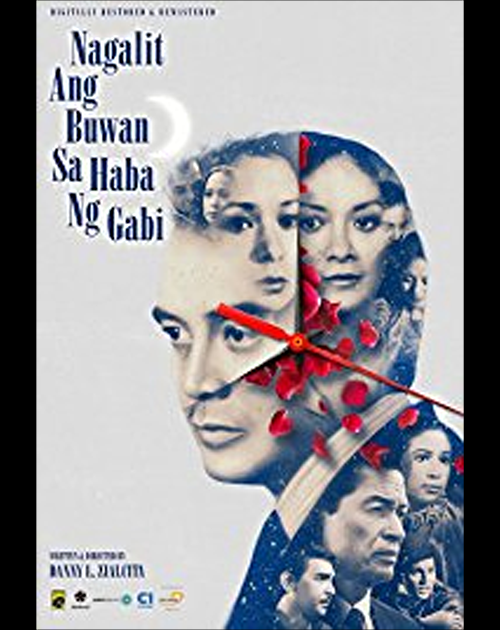 DIGITALLY RESTORED & REMASTERED
Nagalit
Ang
Buwan
Sa Haba
Ng Gabi
WRITTEN & DIRECTED BY
DANNY L. ZIALCITA